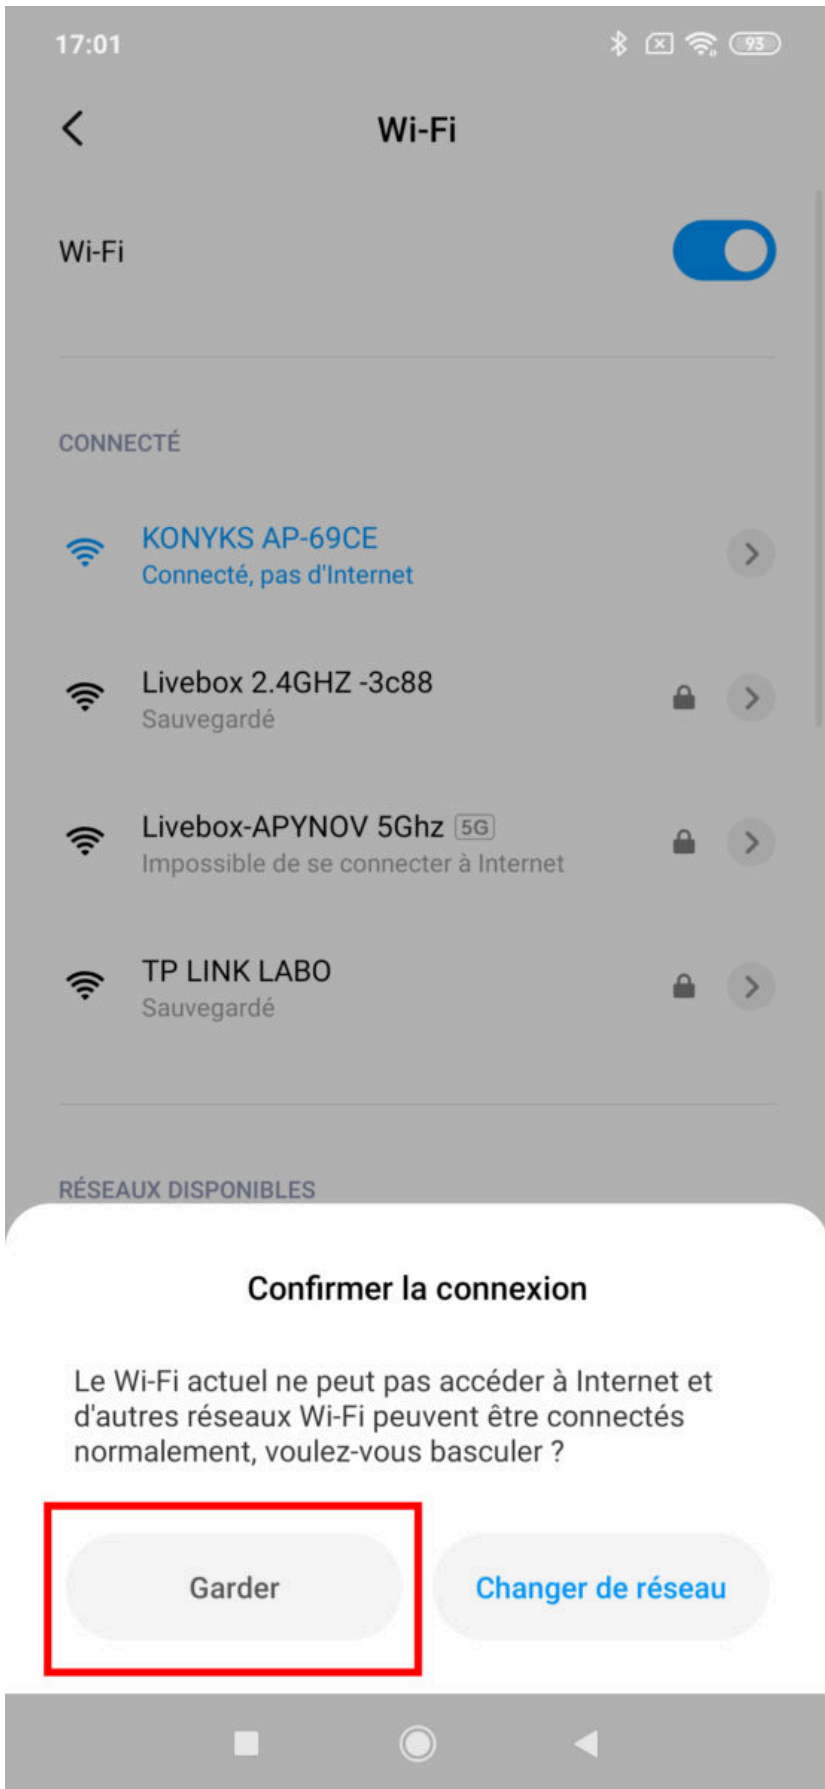 17:01
93
Wi-Fi
Wi-Fi
CONNECTÉ
KONYKS AP-69CE
Connecté, pas d'Internet
Livebox 2.4GHZ -3c88
Sauvegardé
Livebox-APYNOV 5Ghz 5G
Impossible de se connecter à Internet
TP LINK LABO
Sauvegardé
RÉSEAUX DISPONIBLES
Confirmer la connexion
Le Wi-Fi actuel ne peut pas accéder à Internet et
d'autres réseaux Wi-Fi peuvent être connectés
normalement, voulez-vous basculer ?
Garder
Changer de réseau